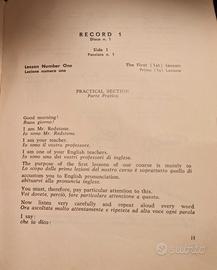 RECORD 1
Disco n. 1
Side 1
Facciata n. 1
Lesson Number One The First (1st) Lesson
Lezione numero uno Prima (1a) Lezione
PRACTICAL SECTION
Parte Pratica
Good morning!
Buon giorno!
I am Mr. Redstone.
Io sono Mr. Redstone.
I am your teacher.
Io sono il vostro professore.
I am one of your English teachers.
Io sono uno dei vostri professori di inglese.
The purpose of the first lessons of our course is mainly to
Lo scopo delle prime lezioni del nostro corso è soprattutto quello di
accustom you to English pronunciation.
abituarvi alla pronuncia inglese.
You must, therefore, pay particular attention to this.
Voi dovete, perciò, fare particolare attenzione a questo.
Now listen very carefully and repeat aloud every word
Ora ascoltate molto attentamente e ripetete ad alta voce ogni parola
I say:
che io dico:
11
subito